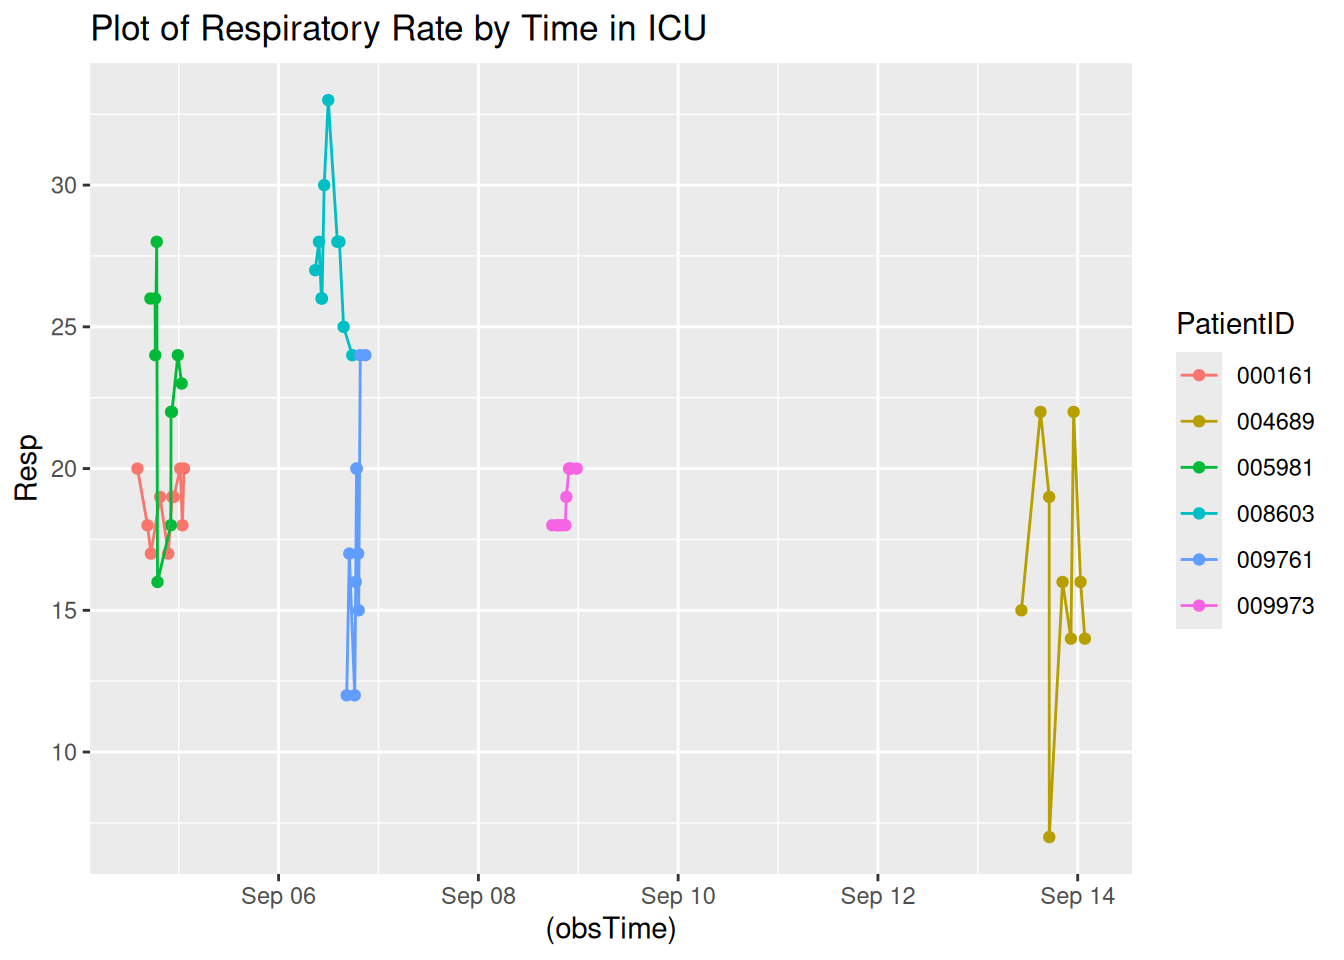 Plot of Respiratory Rate by Time in ICU
Resp
30
25
20
15
10
Sep 06 Sep 08 Sep 10 Sep 12 Sep 14
(obsTime)
PatientID
000161
004689
005981
008603
009761
009973